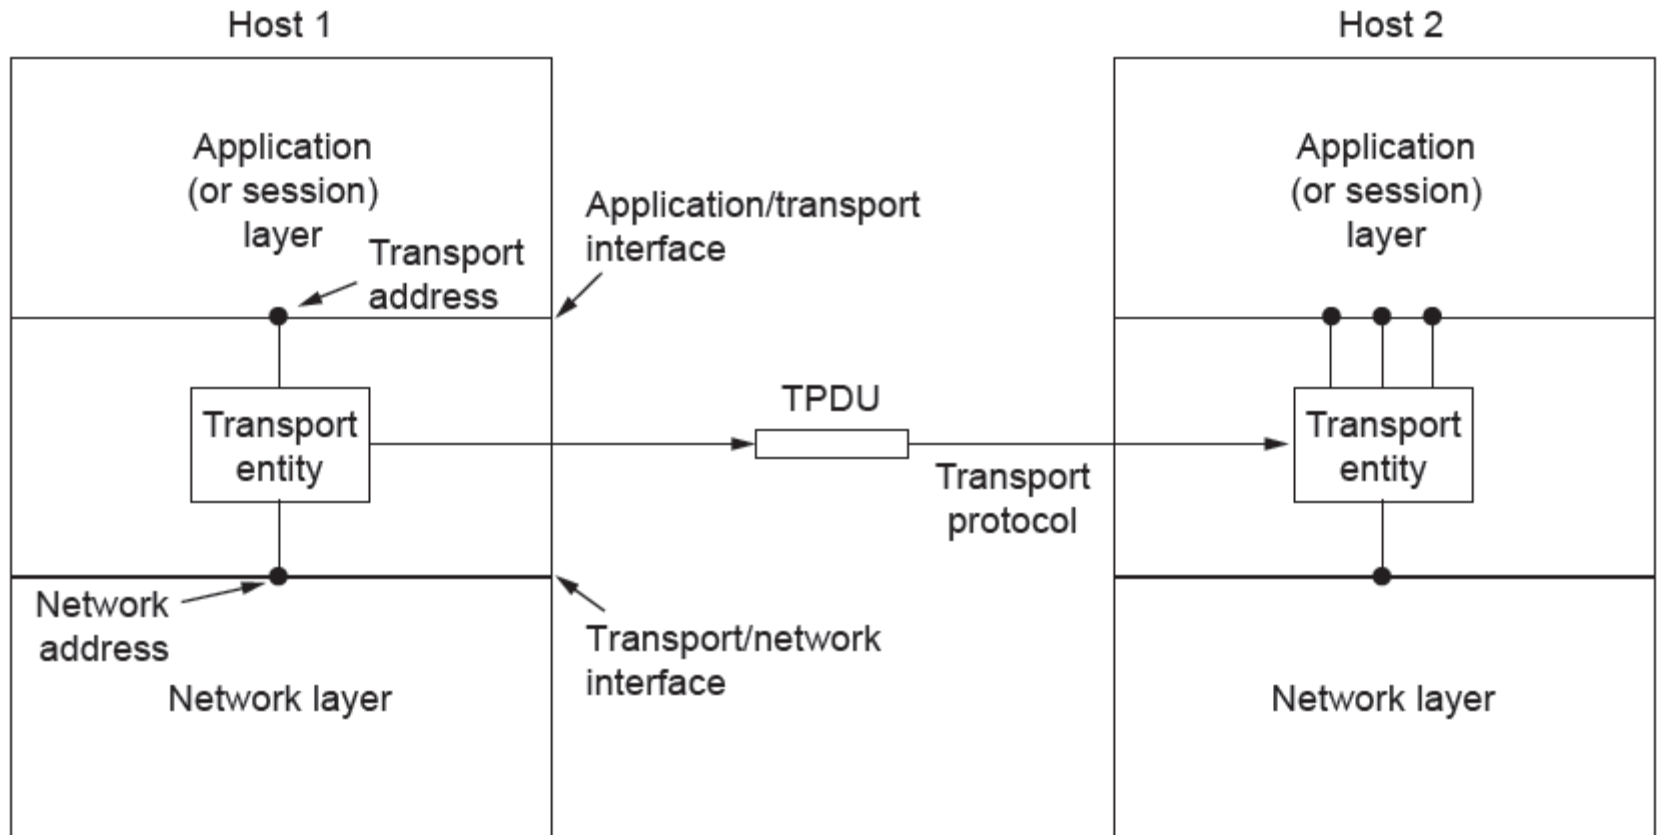 Host 1
Host 2
Application
(or session)
layer
Transport
address
Application/transport
interface
Application
(or session)
layer
Transport
entity
TPDU
Transport
protocol
Transport
entity
Network
address
Network layer
Transport/network
interface
Network layer